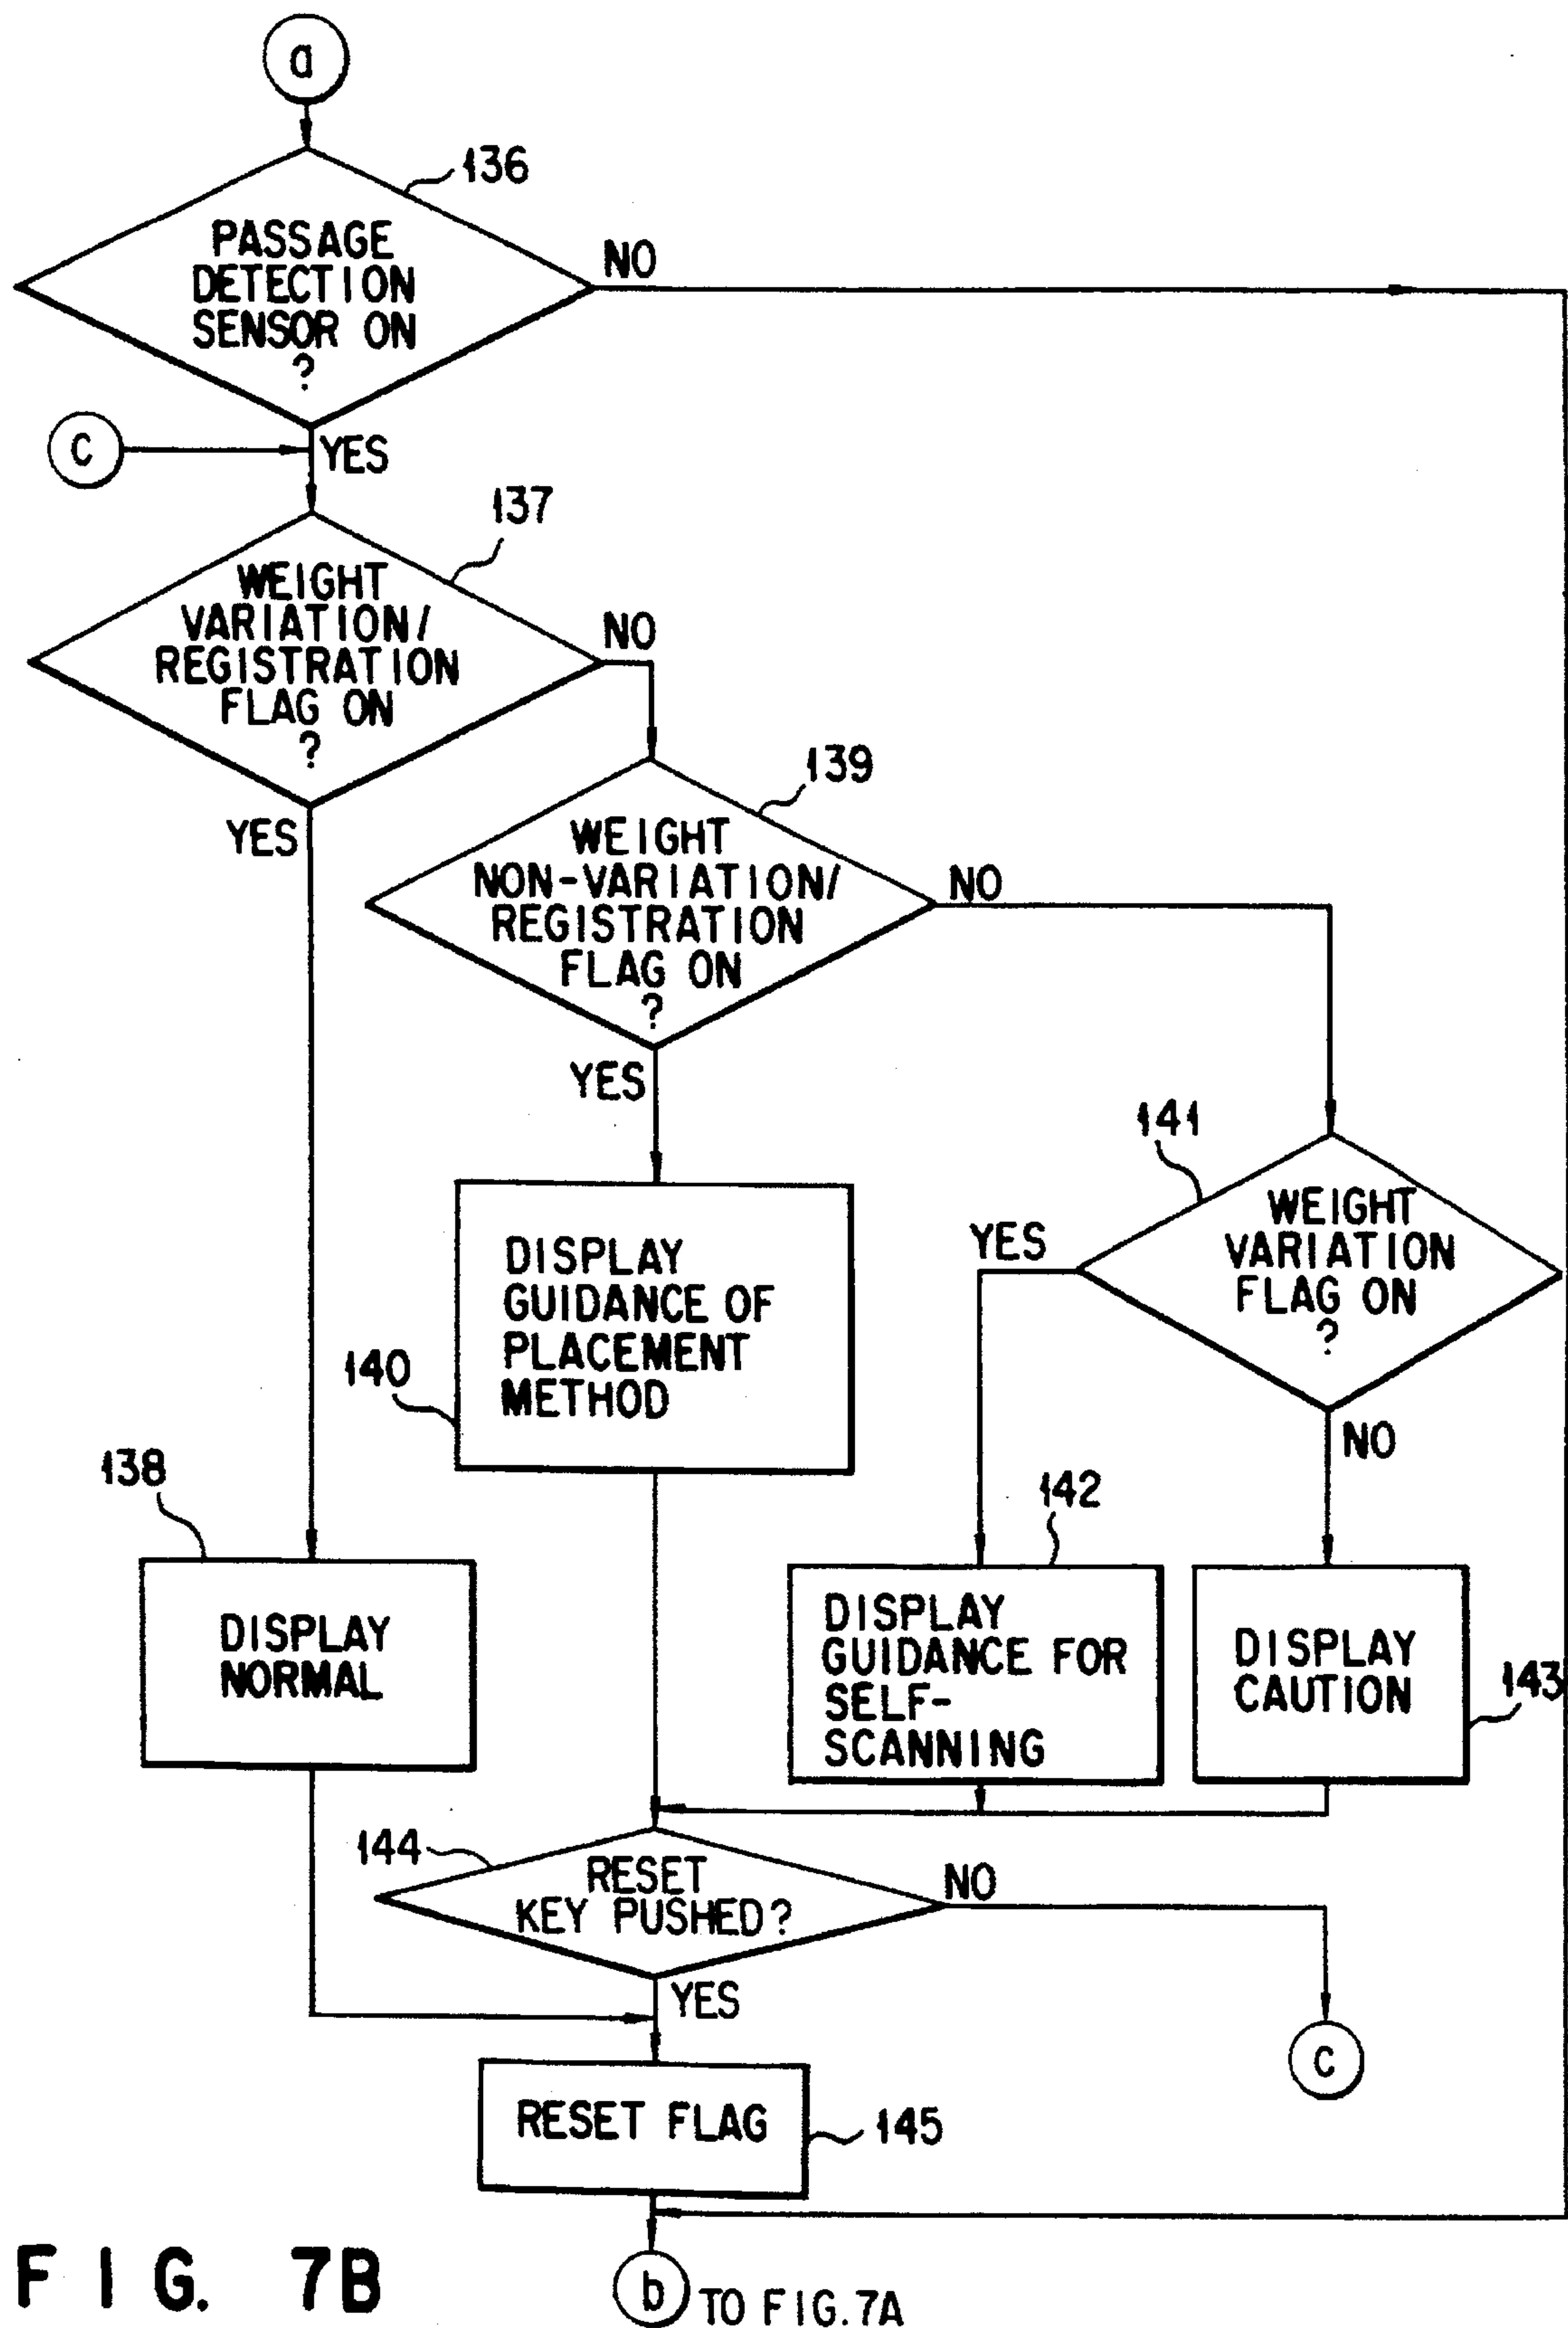 a
136
PASSAGE
DETECTION
SENSOR ON
?
NO
C
YES
137
WEIGHT
VARIATION/
REGISTRATION
FLAG ON
?
NO
YES
139
WEIGHT
NON-VARIATION/
REGISTRATION
FLAG ON
?
NO
YES
141
WEIGHT
VARIATION
FLAG ON
?
YES
NO
DISPLAY
GUIDANCE OF
PLACEMENT
METHOD
140
138
DISPLAY
NORMAL
142
DISPLAY
GUIDANCE FOR
SELF-
SCANNING
DISPLAY
CAUTION
143
144
RESET
KEY PUSHED?
NO
YES
C
RESET FLAG
145
FIG. 7B
b TO FIG.7A